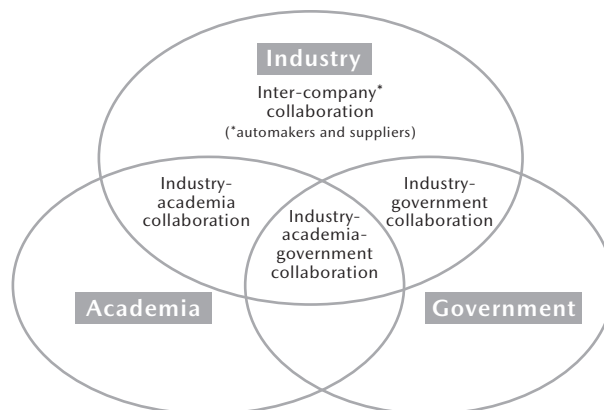 Industry
Inter-company*
collaboration
(*automakers and suppliers)
Industry-
academia
collaboration
Industry-
government
collaboration
Industry-
academia-
government
collaboration
Academia
Government